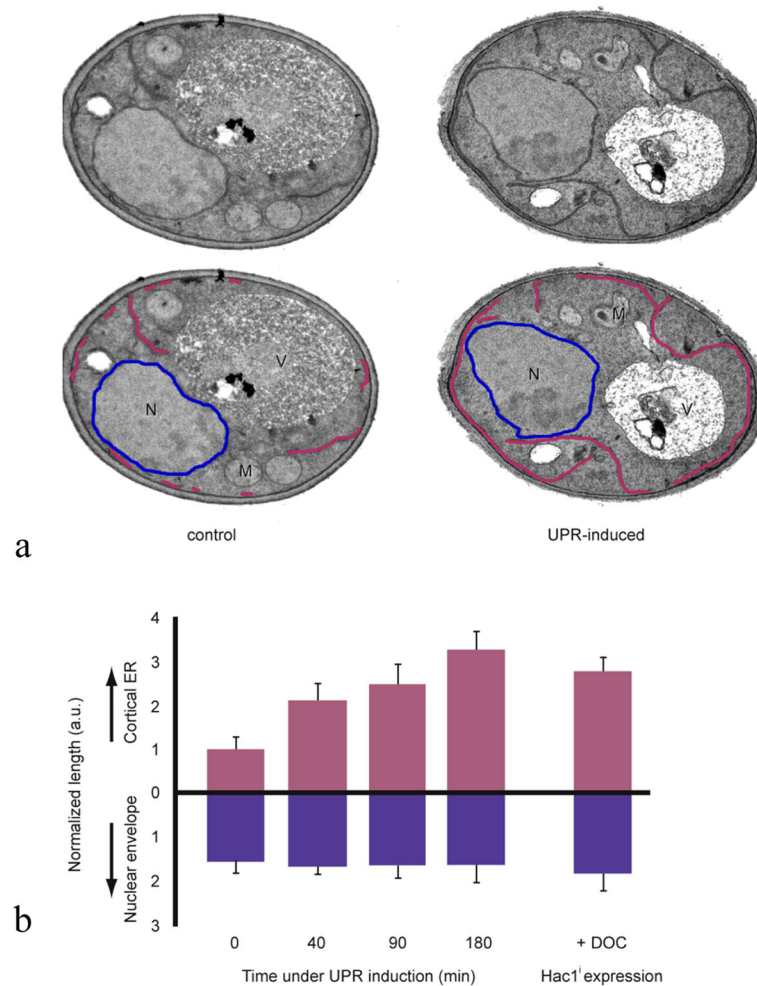 V
N
M
M
N
V
control
UPR-induced
a
4
3
2
1
0
1
2
3
Normalized length (a.u.)
Cortical ER
Nuclear envelope
b
0 40 90 180 + DOC
Time under UPR induction (min) Hac1ⁱ expression